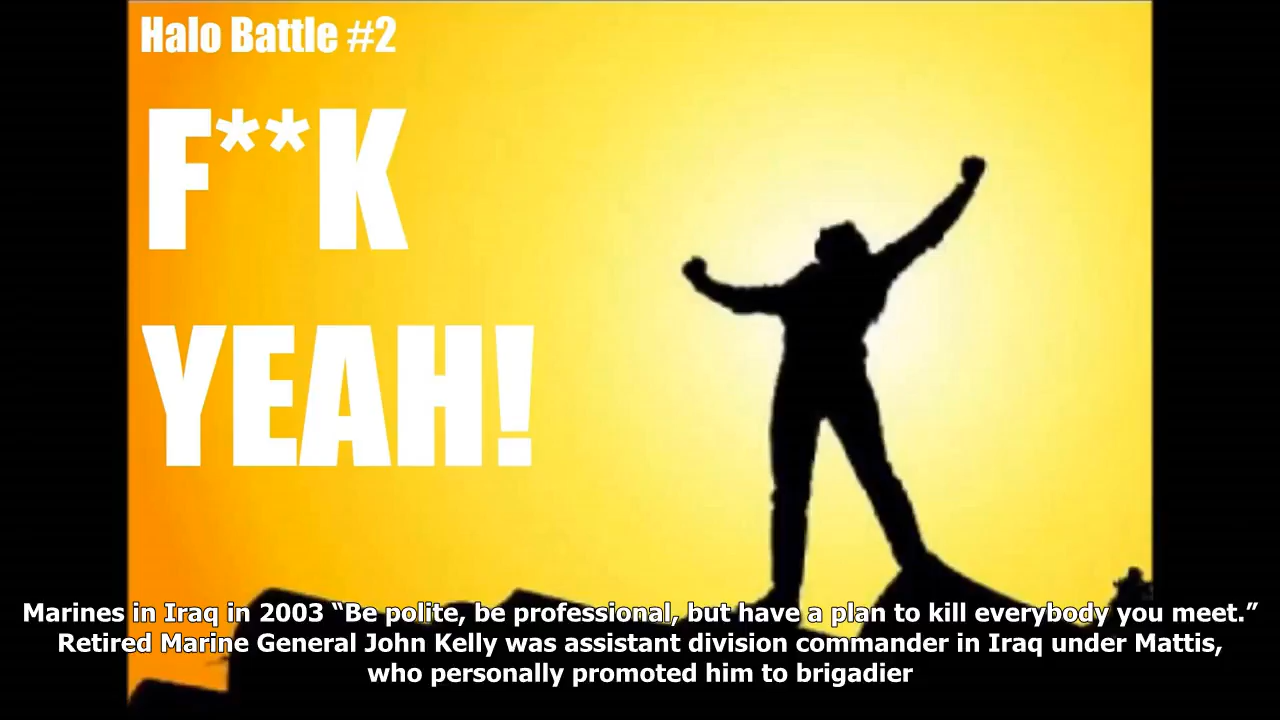 Halo Battle #2
F**K
YEAH!
Marines in Iraq in 2003 “Be polite, be professional, but have a plan to kill everybody you meet.”
Retired Marine General John Kelly was assistant division commander in Iraq under Mattis,
who personally promoted him to brigadier